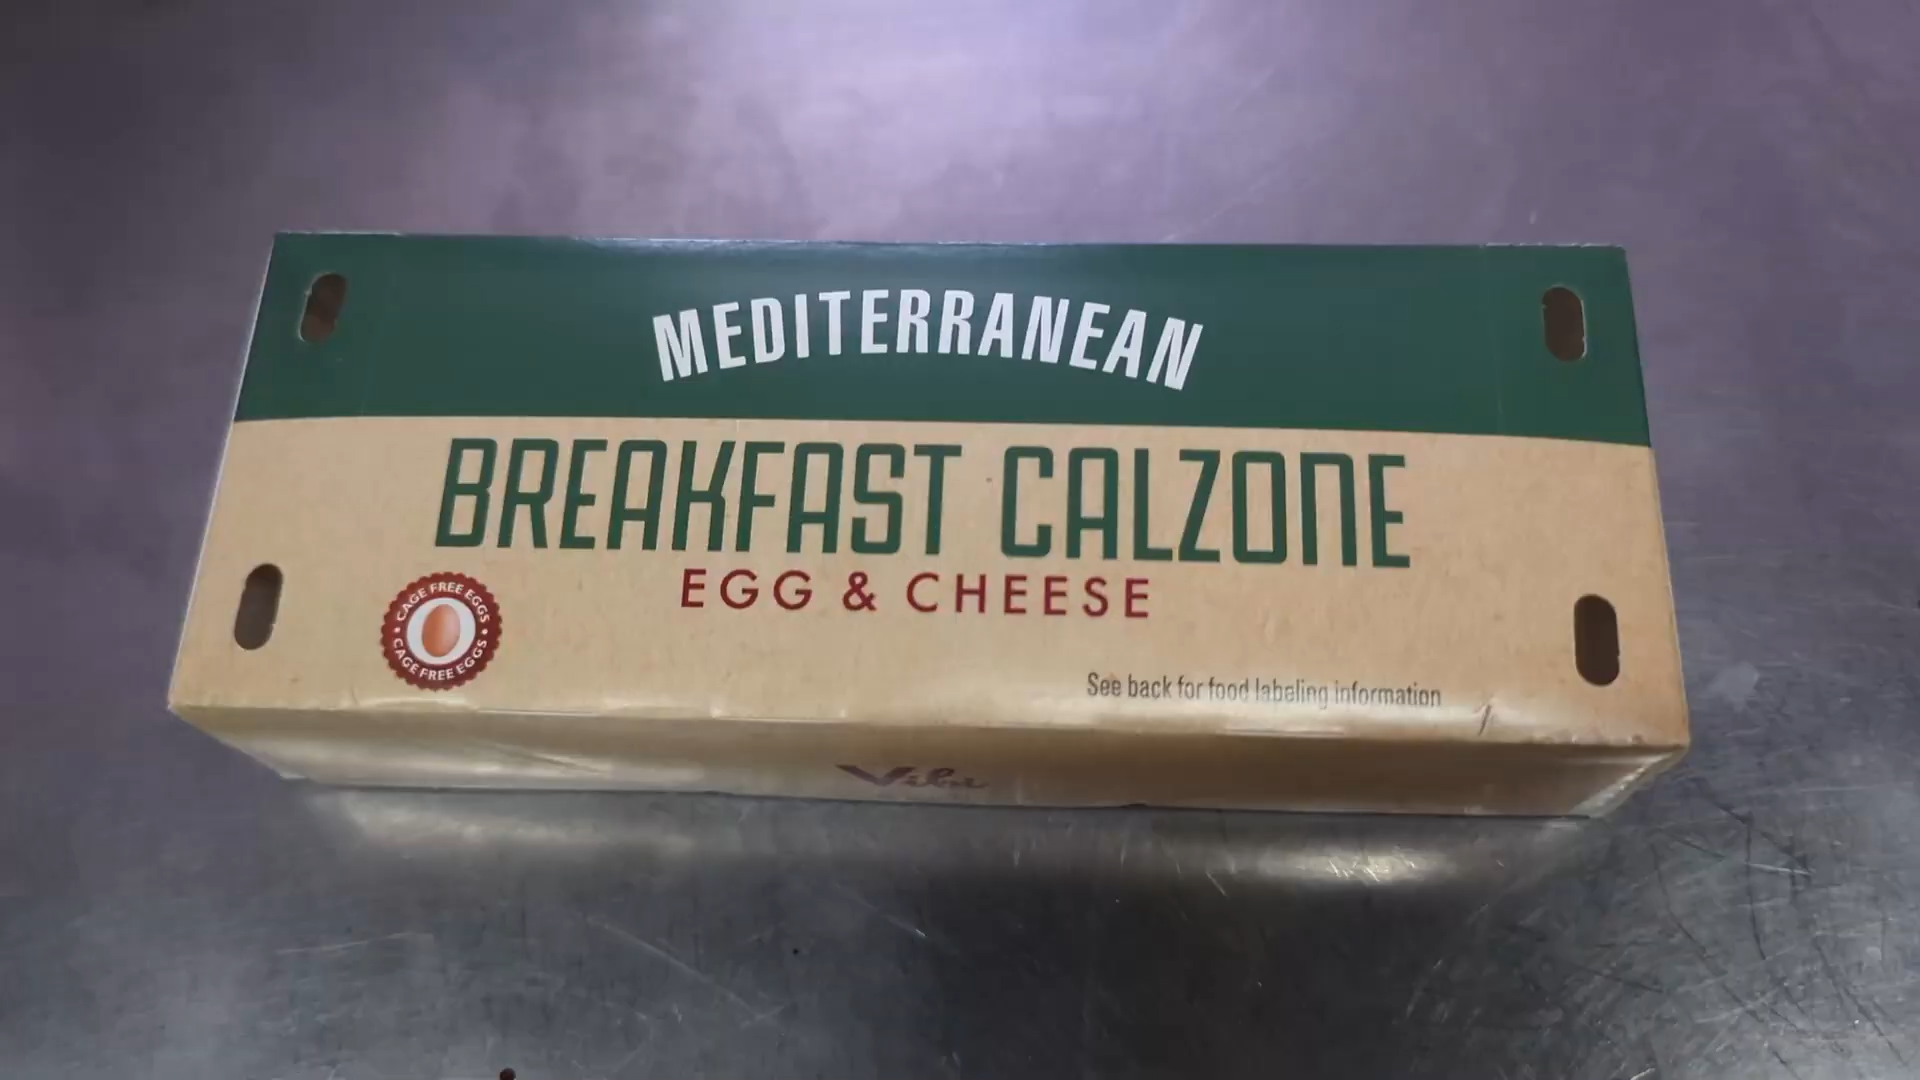 MEDITERRANEAN
BREAKFAST CALZONE
EGG & CHEESE
CAGE FREE EGGS • CAGE FREE EGGS •
See back for food labeling information